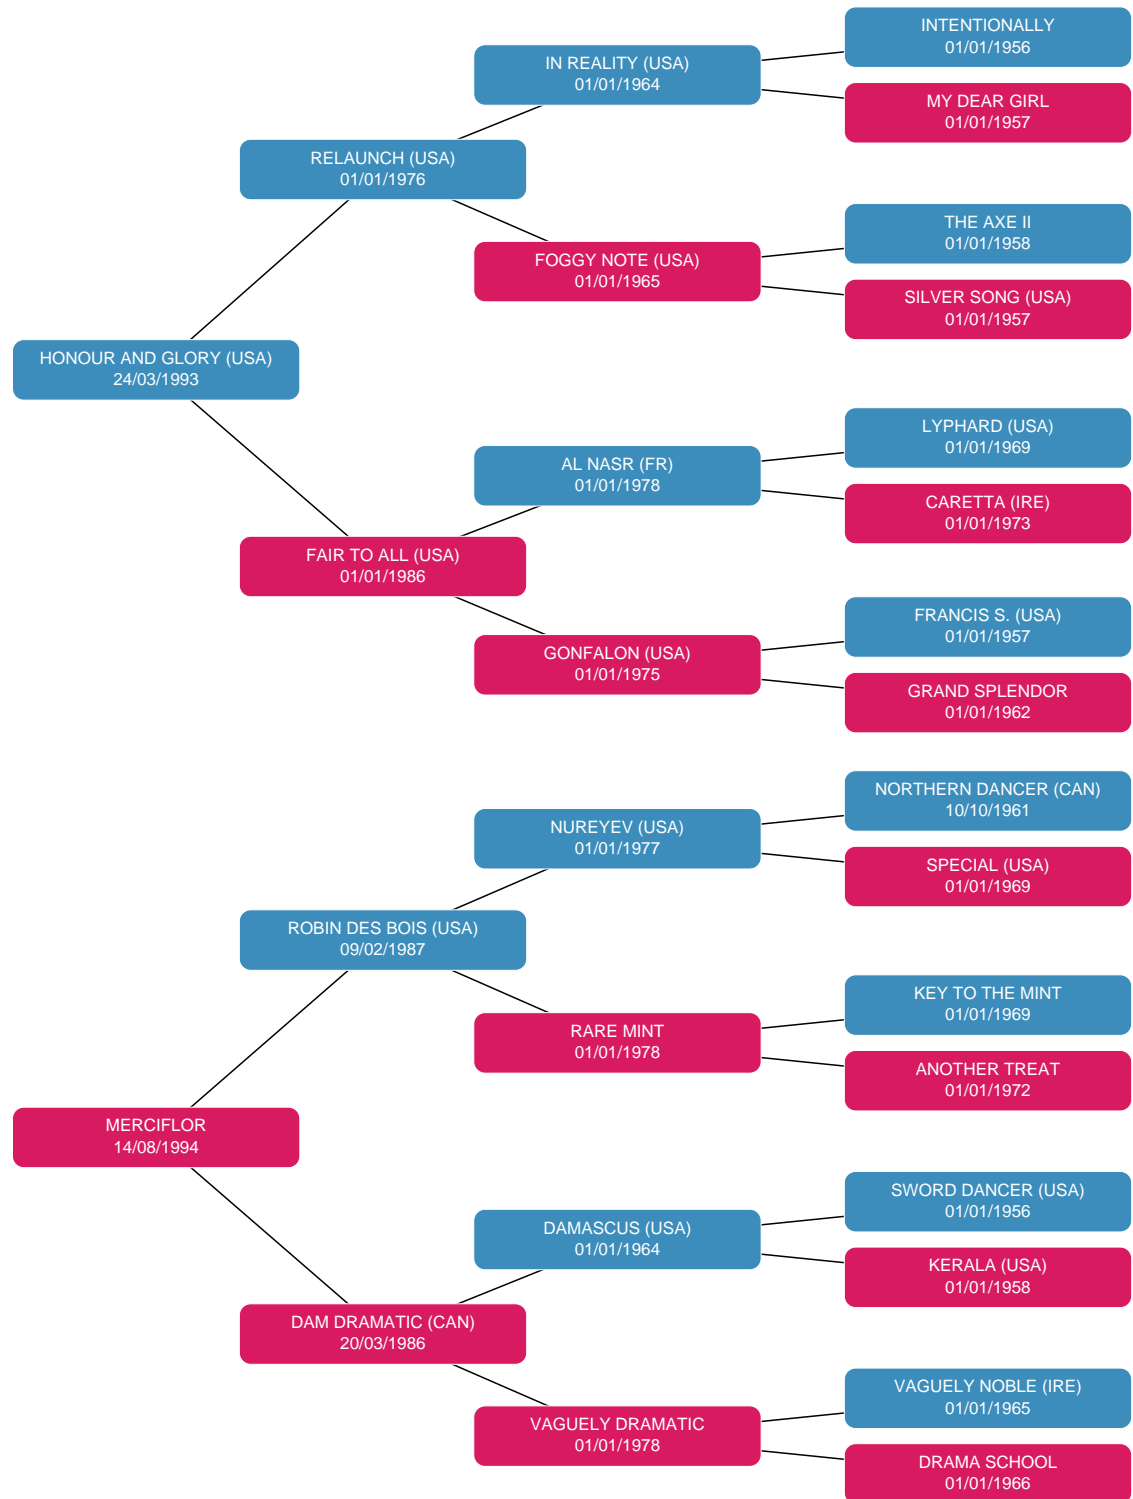 INTENTIONALLY
01/01/1956
IN REALITY (USA)
01/01/1964
MY DEAR GIRL
01/01/1957
RELAUNCH (USA)
01/01/1976
THE AXE II
01/01/1958
FOGGY NOTE (USA)
01/01/1965
SILVER SONG (USA)
01/01/1957
HONOUR AND GLORY (USA)
24/03/1993
LYPHARD (USA)
01/01/1969
AL NASR (FR)
01/01/1978
CARETTA (IRE)
01/01/1973
FAIR TO ALL (USA)
01/01/1986
FRANCIS S. (USA)
01/01/1957
GONFALON (USA)
01/01/1975
GRAND SPLENDOR
01/01/1962
NORTHERN DANCER (CAN)
10/10/1961
NUREYEV (USA)
01/01/1977
SPECIAL (USA)
01/01/1969
ROBIN DES BOIS (USA)
09/02/1987
KEY TO THE MINT
01/01/1969
RARE MINT
01/01/1978
ANOTHER TREAT
01/01/1972
MERCIFLOR
14/08/1994
SWORD DANCER (USA)
01/01/1956
DAMASCUS (USA)
01/01/1964
KERALA (USA)
01/01/1958
DAM DRAMATIC (CAN)
20/03/1986
VAGUELY NOBLE (IRE)
01/01/1965
VAGUELY DRAMATIC
01/01/1978
DRAMA SCHOOL
01/01/1966